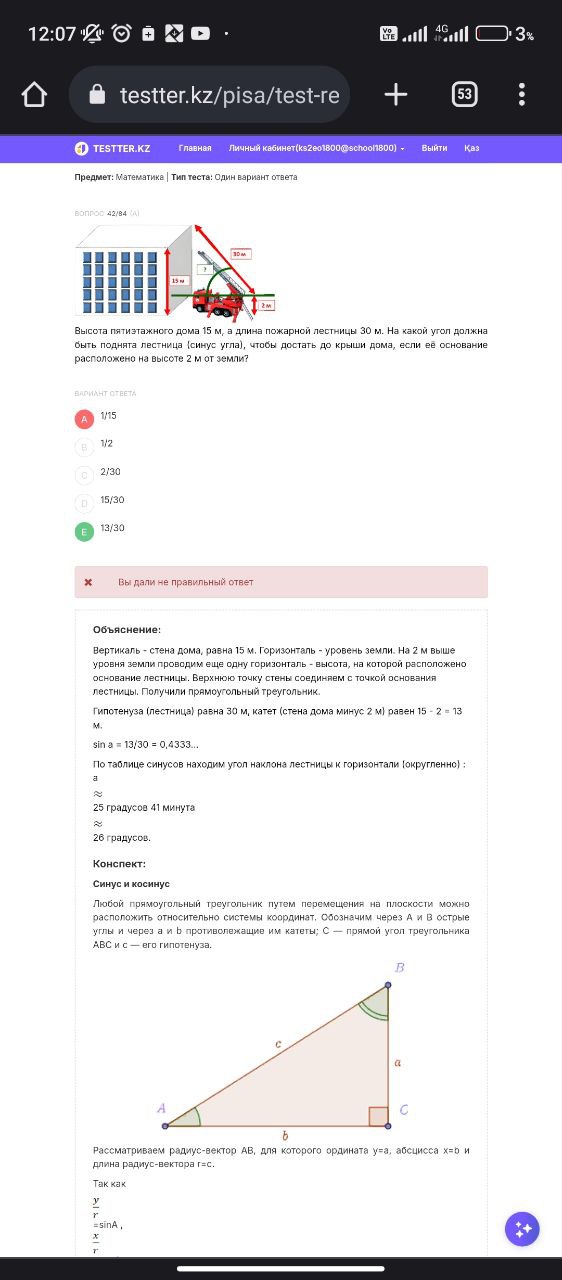 12:07
Vo LTE
4G
3%
testter.kz/pisa/test-re
53
TESTTER.KZ
Главная
Личный кабинет(ks2eo1800@school1800)
Выйти
Қаз
Предмет: Математика | Тип теста: Один вариант ответа
ВОПРОС 42/84 (A)
30 м
?
15 м
2 м
Высота пятиэтажного дома 15 м, а длина пожарной лестницы 30 м. На какой угол должна
быть поднята лестница (синус угла), чтобы достать до крыши дома, если её основание
расположено на высоте 2 м от земли?
ВАРИАНТ ОТВЕТА
A 1/15
B 1/2
C 2/30
D 15/30
E 13/30
Вы дали не правильный ответ
Объяснение:
Вертикаль - стена дома, равна 15 м. Горизонталь - уровень земли. На 2 м выше
уровня земли проводим еще одну горизонталь - высота, на которой расположено
основание лестницы. Верхнюю точку стены соединяем с точкой основания
лестницы. Получили прямоугольный треугольник.
Гипотенуза (лестница) равна 30 м, катет (стена дома минус 2 м) равен 15 - 2 = 13
м.
sin a = 13/30 = 0,4333...
По таблице синусов находим угол наклона лестницы к горизонтали (округленно) :
a
≈
25 градусов 41 минута
≈
26 градусов.
Конспект:
Синус и косинус
Любой прямоугольный треугольник путем перемещения на плоскости можно
расположить относительно системы координат. Обозначим через A и B острые
углы и через a и b противолежащие им катеты; C — прямой угол треугольника
ABC и c — его гипотенуза.
B
c
a
A
C
b
Рассматриваем радиус-вектор AB, для которого ордината y=a, абсцисса x=b и
длина радиус-вектора r=c.
Так как
y
r
=sinA ,
x
r